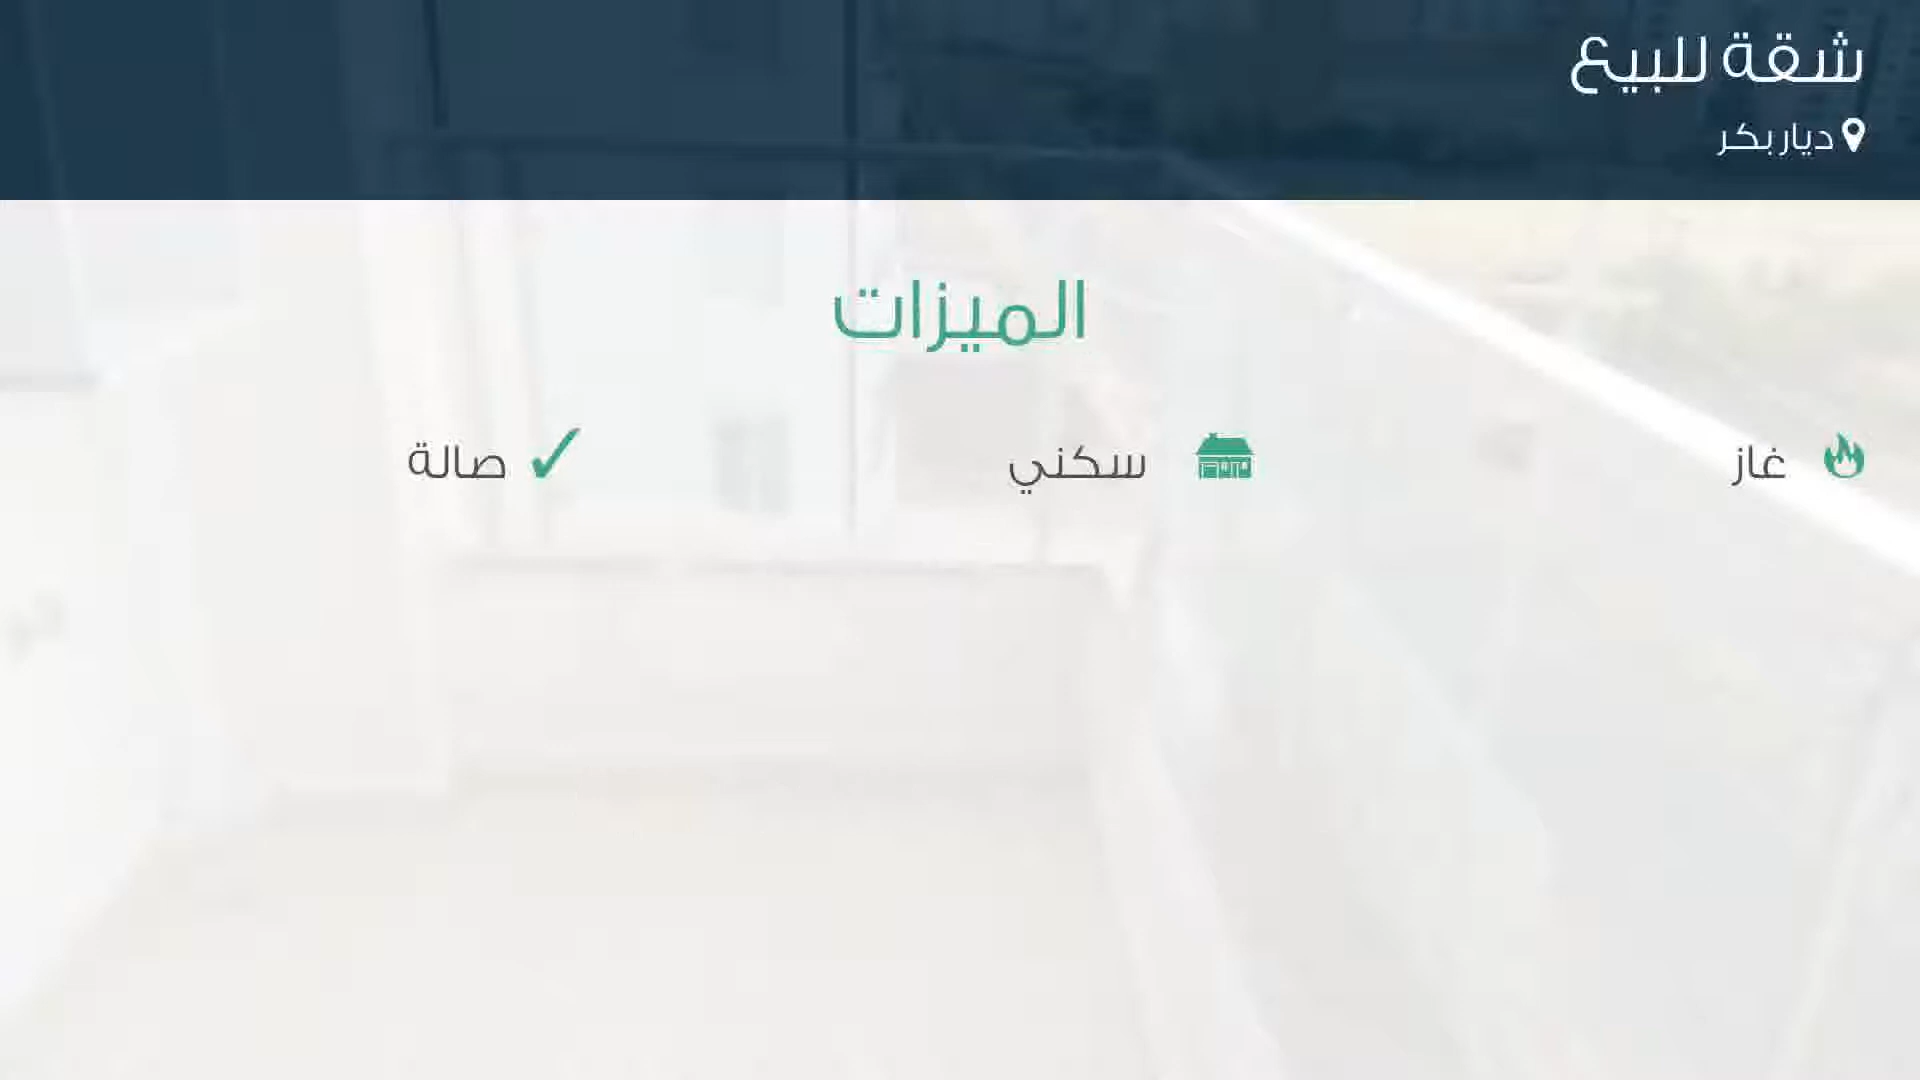 شقة للبيع
ديار بكر
الميزات
غاز
سكني
صالة